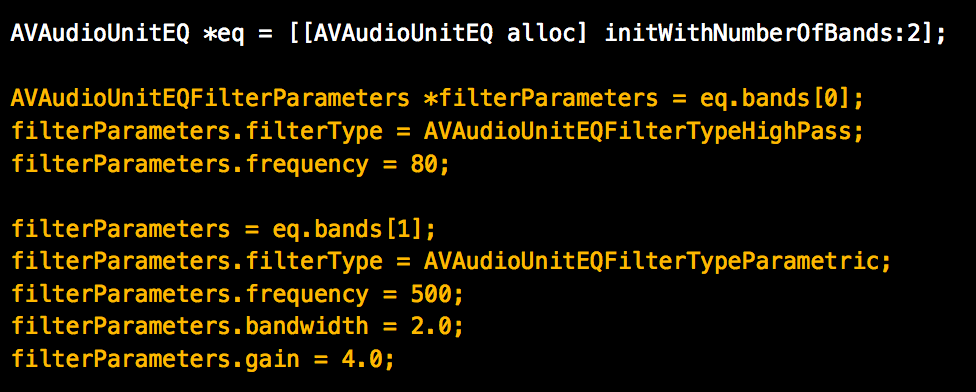 AVAudioUnitEQ *eq = [[AVAudioUnitEQ alloc] initWithNumberOfBands:2];
AVAudioUnitEQFilterParameters *filterParameters = eq.bands[0];
filterParameters.filterType = AVAudioUnitEQFilterTypeHighPass;
filterParameters.frequency = 80;
filterParameters = eq.bands[1];
filterParameters.filterType = AVAudioUnitEQFilterTypeParametric;
filterParameters.frequency = 500;
filterParameters.bandwidth = 2.0;
filterParameters.gain = 4.0;